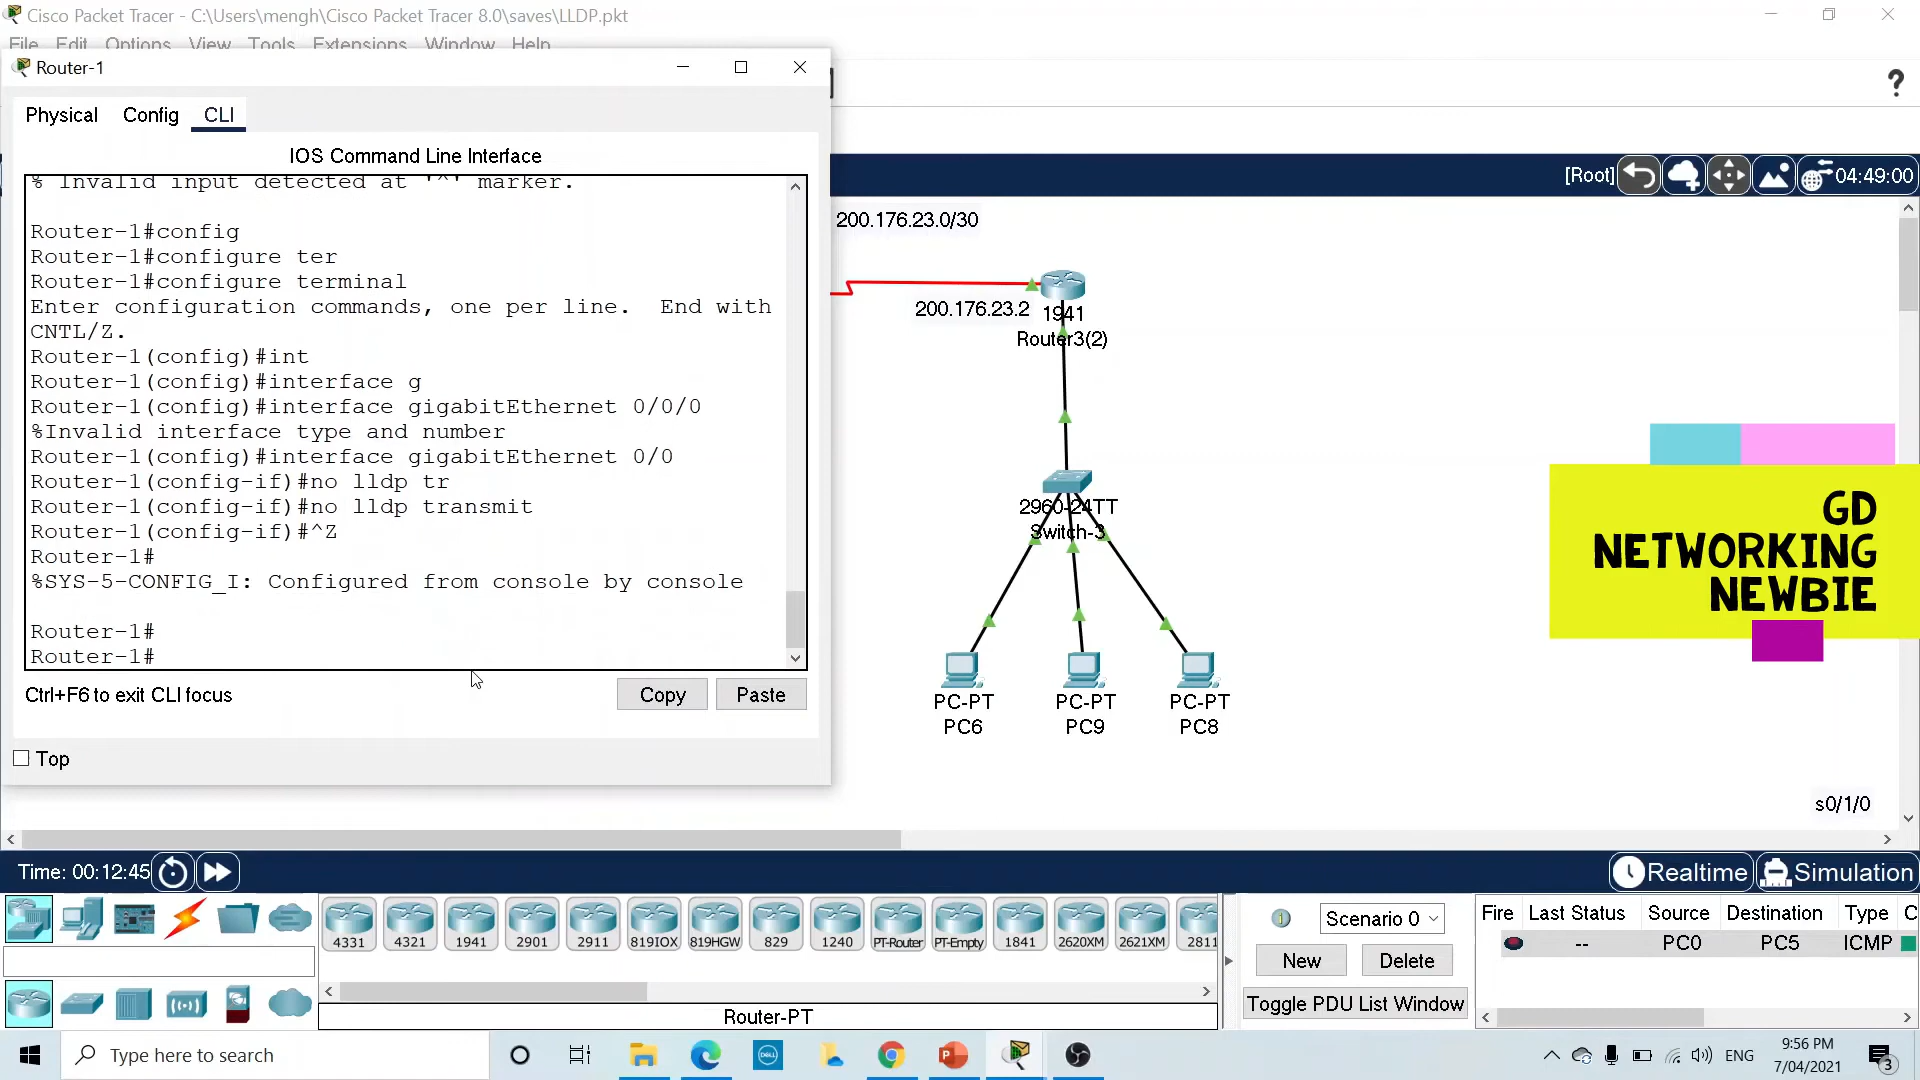 Cisco Packet Tracer - C:\Users\mengh\Cisco Packet Tracer 8.0\saves\LLDP.pkt
File Edit Options View Tools Extensions Window Help
Router-1
Physical Config CLI
IOS Command Line Interface
% Invalid input detected at '^' marker.
Router-1#config
Router-1#configure ter
Router-1#configure terminal
Enter configuration commands, one per line.  End with
CNTL/Z.
Router-1(config)#int
Router-1(config)#interface g
Router-1(config)#interface gigabitEthernet 0/0/0
%Invalid interface type and number
Router-1(config)#interface gigabitEthernet 0/0
Router-1(config-if)#no lldp tr
Router-1(config-if)#no lldp transmit
Router-1(config-if)#^Z
Router-1#
%SYS-5-CONFIG_I: Configured from console by console
Router-1#
Router-1#
Ctrl+F6 to exit CLI focus
Copy
Paste
Top
?
[Root]
04:49:00
200.176.23.0/30
200.176.23.2
1941
Router3(2)
2960-24TT
Switch-3
PC-PT
PC6
PC-PT
PC9
PC-PT
PC8
GD
NETWORKING
NEWBIE
s0/1/0
Time: 00:12:45
Realtime
Simulation
4331 4321 1941 2901 2911 819IOX 819HGW 829 1240 PT-Router PT-Empty 1841 2620XM 2621XM 2811
Router-PT
Scenario 0
New
Delete
Toggle PDU List Window
Fire Last Status Source Destination Type C
-- PC0 PC5 ICMP
Type here to search
DELL
ENG
9:56 PM
7/04/2021
3